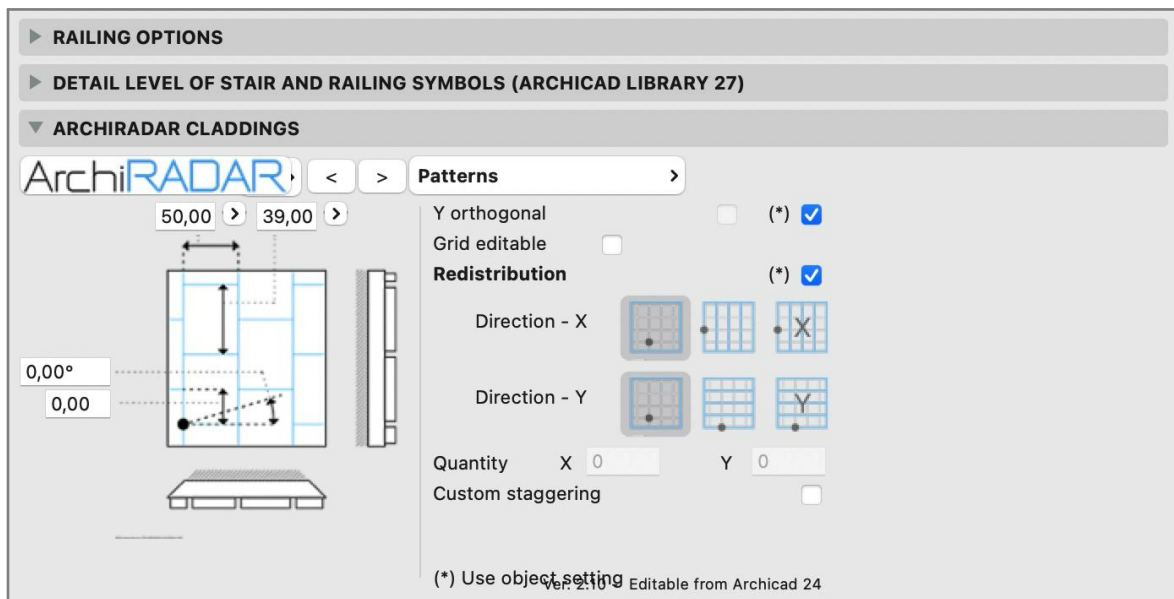 RAILING OPTIONS
DETAIL LEVEL OF STAIR AND RAILING SYMBOLS (ARCHICAD LIBRARY 27)
ARCHIRADAR CLADDINGS
ArchiRADAR < > Patterns >
50,00 > 39,00 >
Y orthogonal (*)
Grid editable
Redistribution (*)
Direction - X X
0,00°
0,00
Direction - Y Y
Quantity X 0 Y 0
Custom staggering
(*) Use object setting
Ver. 2.10 - Editable from Archicad 24